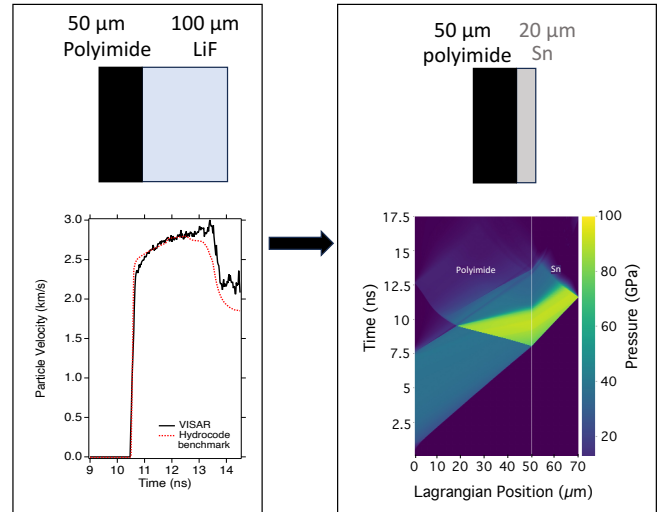 50 µm 100 µm
Polyimide LiF
3.0
2.5
2.0
1.5
1.0
0.5
0.0
Particle Velocity (km/s)
VISAR
Hydrocode
benchmark
9 10 11 12 13 14
Time (ns)
50 µm 20 µm
polyimide Sn
17.5
15
12.5
10
7.5
5
2.5
Time (ns)
Polyimide Sn
0 10 20 30 40 50 60 70
Lagrangian Position (µm)
100
80
60
40
20
Pressure (GPa)